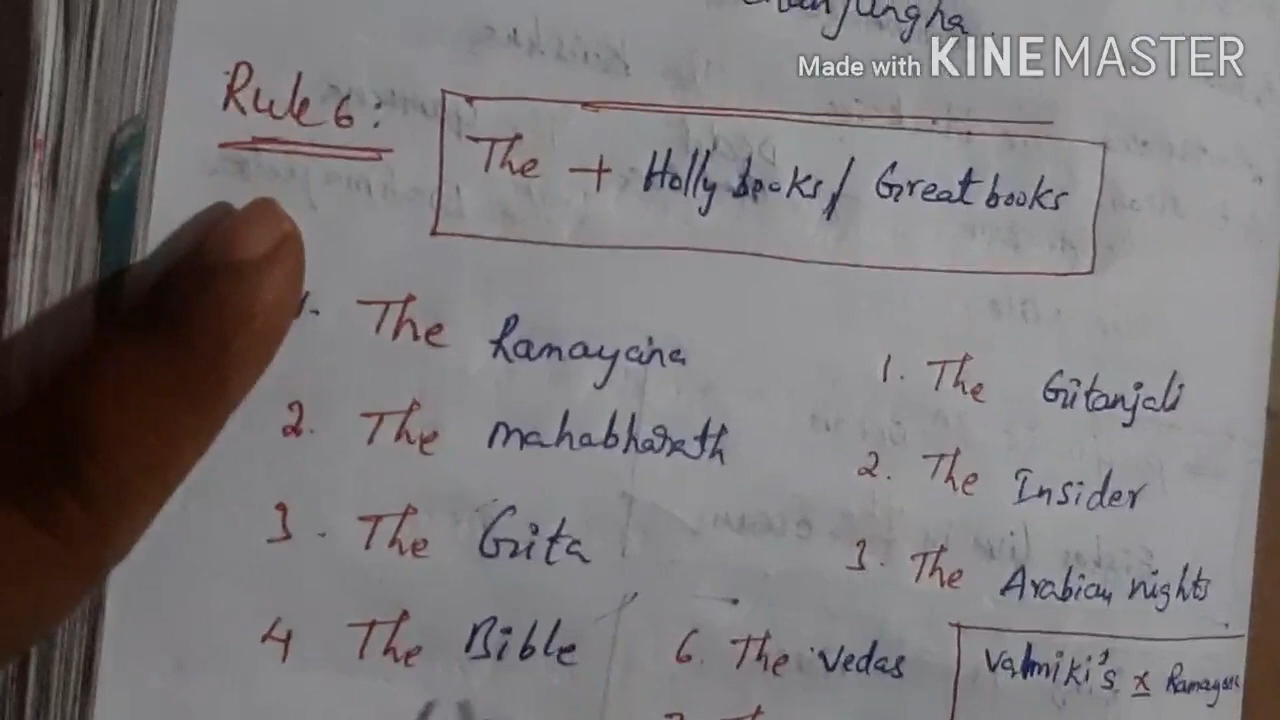 Made with KINEMASTER
Rule 6:
The + Holly books/ Great books
1. The Ramayana
2. The mahabharath
3. The Gita
4 The Bible
1. The Gitanjali
2. The Insider
3. The Arabian nights
6. The Vedas
Valmiki's x Ramayana